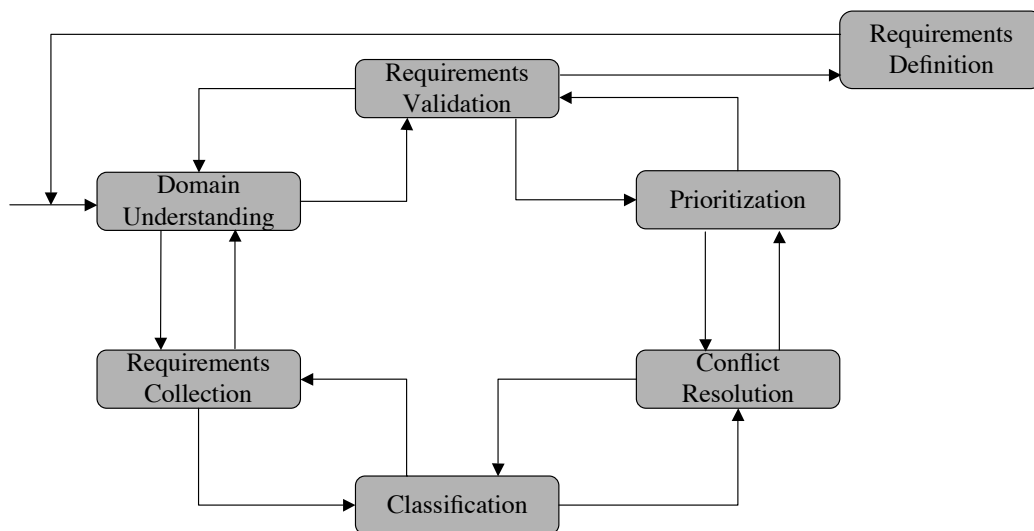 Requirements
Definition
Requirements
Validation
Domain
Understanding
Prioritization
Requirements
Collection
Conflict
Resolution
Classification